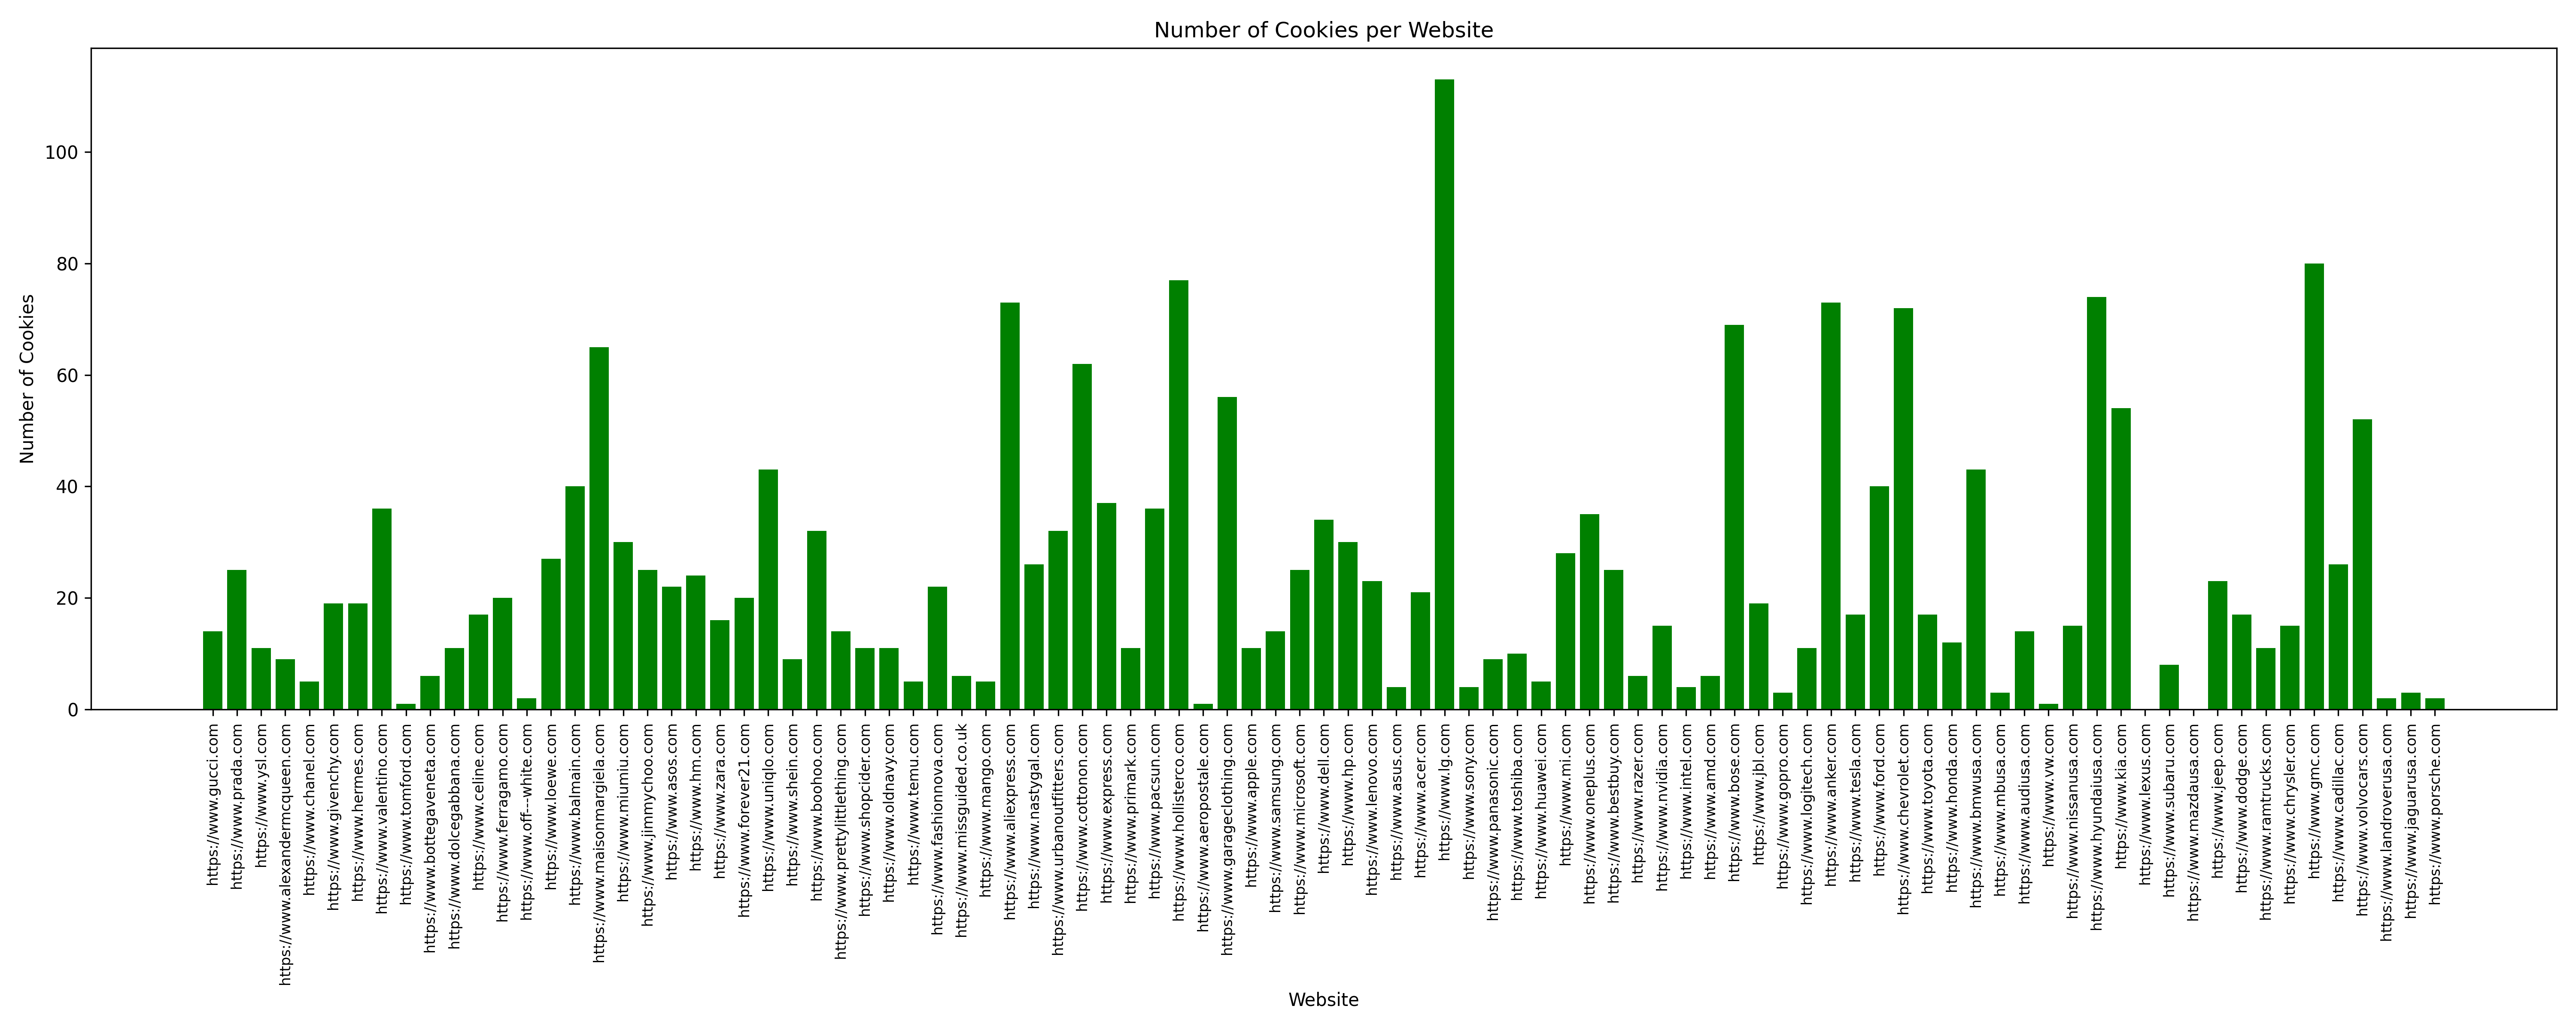 Number of Cookies per Website
Number of Cookies
100
80
60
40
20
0
https://www.gucci.com
https://www.prada.com
https://www.ysl.com
https://www.alexandermcqueen.com
https://www.chanel.com
https://www.givenchy.com
https://www.hermes.com
https://www.valentino.com
https://www.tomford.com
https://www.bottegaveneta.com
https://www.dolcegabbana.com
https://www.celine.com
https://www.ferragamo.com
https://www.off---white.com
https://www.loewe.com
https://www.balmain.com
https://www.maisonmargiela.com
https://www.miumiu.com
https://www.jimmychoo.com
https://www.asos.com
https://www.hm.com
https://www.zara.com
https://www.forever21.com
https://www.uniqlo.com
https://www.shein.com
https://www.boohoo.com
https://www.prettylittlething.com
https://www.shopcider.com
https://www.oldnavy.com
https://www.temu.com
https://www.fashionnova.com
https://www.missguided.co.uk
https://www.mango.com
https://www.aliexpress.com
https://www.nastygal.com
https://www.urbanoutfitters.com
https://www.cottonon.com
https://www.express.com
https://www.primark.com
https://www.pacsun.com
https://www.hollisterco.com
https://www.aeropostale.com
https://www.garageclothing.com
https://www.apple.com
https://www.samsung.com
https://www.microsoft.com
https://www.dell.com
https://www.hp.com
https://www.lenovo.com
https://www.asus.com
https://www.acer.com
https://www.lg.com
https://www.sony.com
https://www.panasonic.com
https://www.toshiba.com
https://www.huawei.com
https://www.mi.com
https://www.oneplus.com
https://www.bestbuy.com
https://www.razer.com
https://www.nvidia.com
https://www.intel.com
https://www.amd.com
https://www.bose.com
https://www.jbl.com
https://www.gopro.com
https://www.logitech.com
https://www.anker.com
https://www.tesla.com
https://www.ford.com
https://www.chevrolet.com
https://www.toyota.com
https://www.honda.com
https://www.bmwusa.com
https://www.mbusa.com
https://www.audiusa.com
https://www.vw.com
https://www.nissanusa.com
https://www.hyundaiusa.com
https://www.kia.com
https://www.lexus.com
https://www.subaru.com
https://www.mazdausa.com
https://www.jeep.com
https://www.dodge.com
https://www.ramtrucks.com
https://www.chrysler.com
https://www.gmc.com
https://www.cadillac.com
https://www.volvocars.com
https://www.landroverusa.com
https://www.jaguarusa.com
https://www.porsche.com
Website